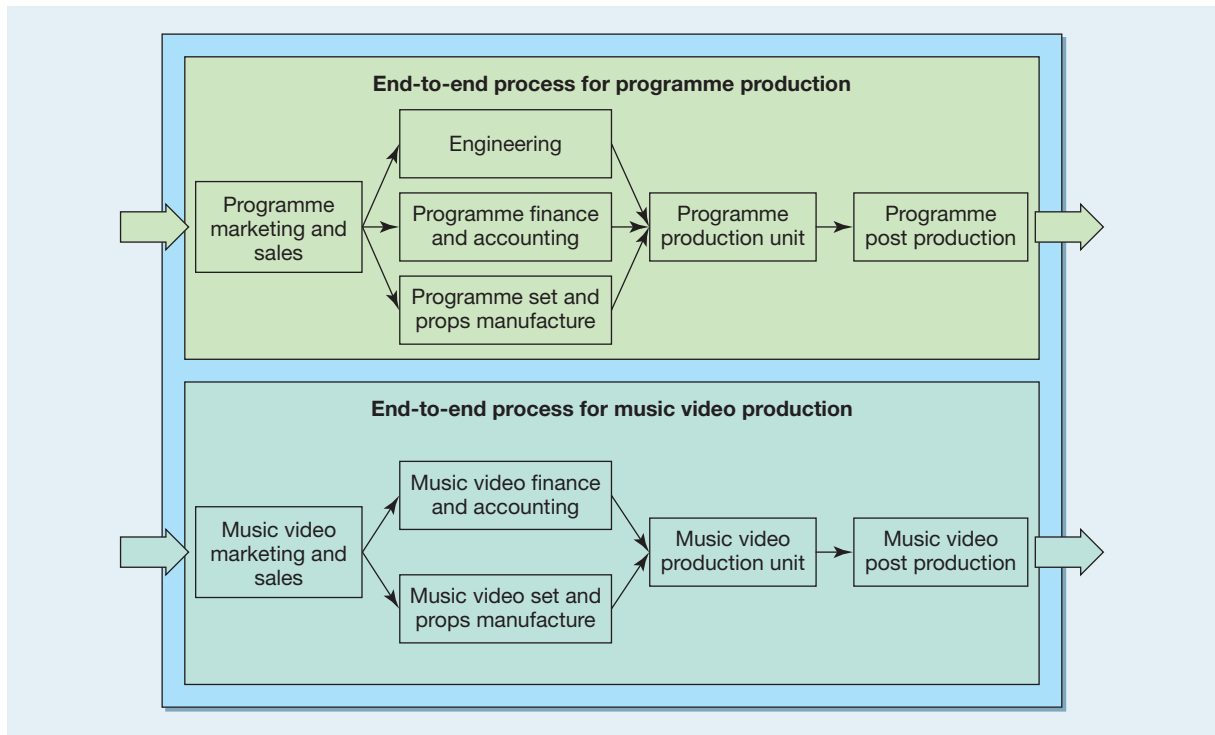 End-to-end process for programme production
Engineering
Programme
marketing and
sales
Programme finance
and accounting
Programme set and
props manufacture
Programme
production unit
Programme
post production
End-to-end process for music video production
Music video
marketing and
sales
Music video finance
and accounting
Music video set and
props manufacture
Music video
production unit
Music video
post production